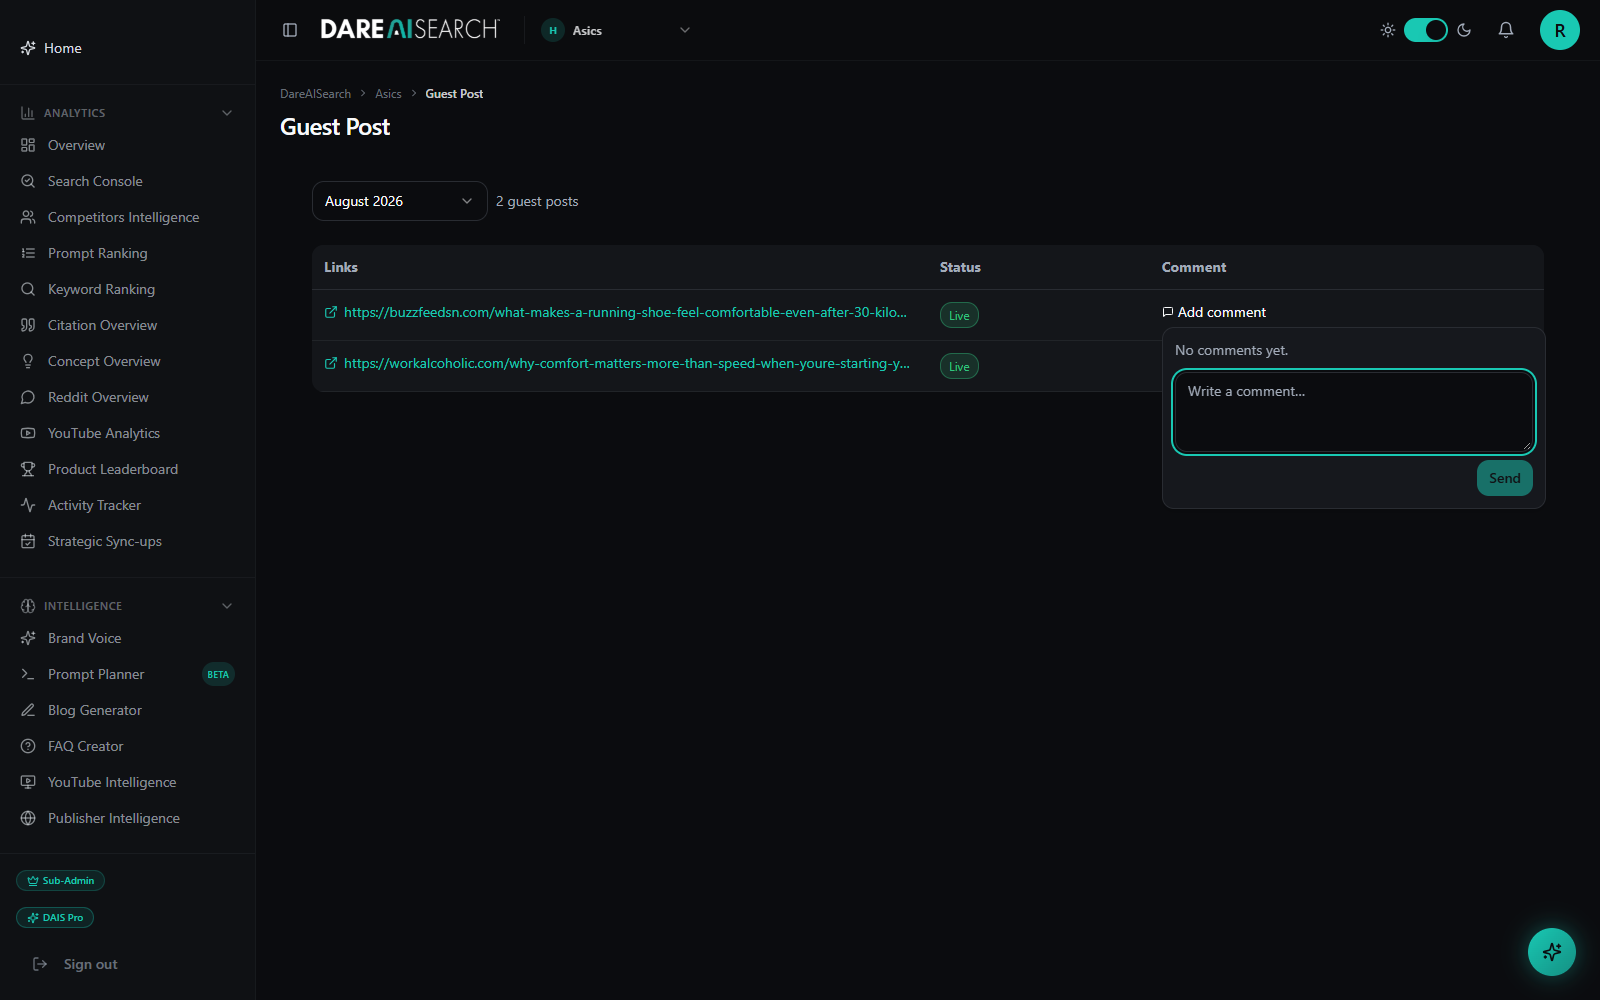 Home
ANALYTICS
Overview
Search Console
Competitors Intelligence
Prompt Ranking
Keyword Ranking
Citation Overview
Concept Overview
Reddit Overview
YouTube Analytics
Product Leaderboard
Activity Tracker
Strategic Sync-ups
INTELLIGENCE
Brand Voice
Prompt Planner BETA
Blog Generator
FAQ Creator
YouTube Intelligence
Publisher Intelligence
Sub-Admin
DAIS Pro
Sign out
DARE AI SEARCH
H Asics
R
DareAISearch > Asics > Guest Post
Guest Post
August 2026 2 guest posts
Links Status Comment
https://buzzfeedsn.com/what-makes-a-running-shoe-feel-comfortable-even-after-30-kilo... Live Add comment
https://workalcoholic.com/why-comfort-matters-more-than-speed-when-youre-starting-y... Live
No comments yet.
Write a comment...
Send